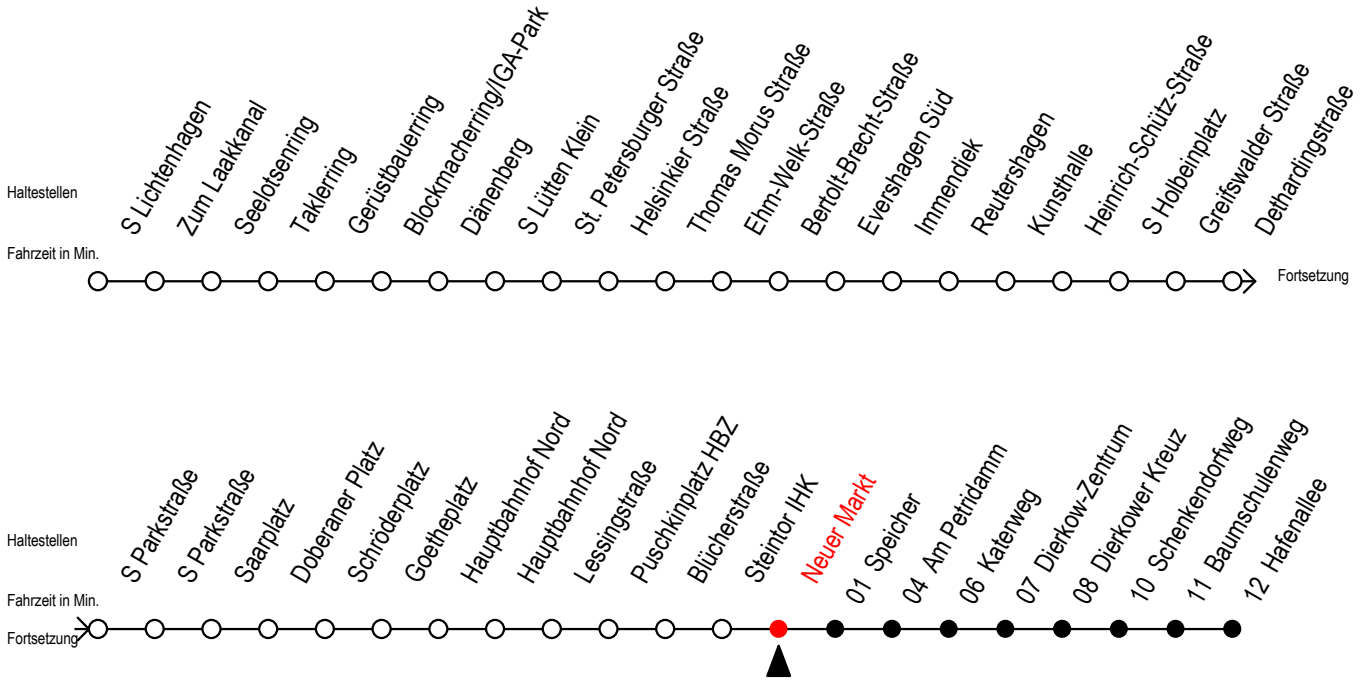 Haltestellen
S Lichtenhagen
Zum Laakkanal
Seelotsenring
Taklerring
Gerüstbauerring
Blockmacherring/IGA-Park
Dänenberg
S Lütten Klein
St. Petersburger Straße
Helsinkier Straße
Thomas Morus Straße
Ehm-Welk-Straße
Bertolt-Brecht-Straße
Evershagen Süd
Immendiek
Reutershagen
Kunsthalle
Heinrich-Schütz-Straße
S Holbeinplatz
Greifswalder Straße
Dethardingstraße
Fahrzeit in Min.
Fortsetzung
Haltestellen
S Parkstraße
S Parkstraße
Saarplatz
Doberaner Platz
Schröderplatz
Goetheplatz
Hauptbahnhof Nord
Hauptbahnhof Nord
Lessingstraße
Puschkinplatz HBZ
Blücherstraße
Steintor IHK
Neuer Markt
01 Speicher
04 Am Petridamm
06 Katenweg
07 Dierkow-Zentrum
08 Dierkower Kreuz
10 Schenkendorfweg
11 Baumschulenweg
12 Hafenallee
Fahrzeit in Min.
Fortsetzung